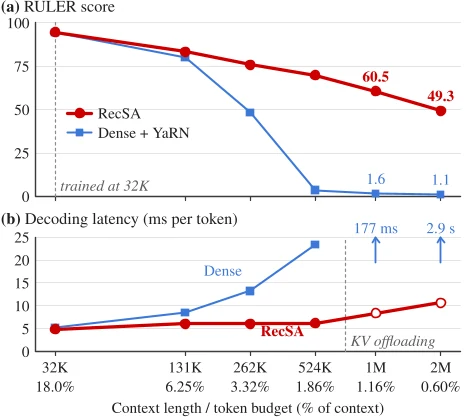 (a) RULER score
100
75
50
25
0
60.5
49.3
RecSA
Dense + YaRN
1.6
1.1
trained at 32K
(b) Decoding latency (ms per token)
25
20
15
10
5
0
177 ms
2.9 s
Dense
RecSA
KV offloading
32K 131K 262K 524K 1M 2M
18.0% 6.25% 3.32% 1.86% 1.16% 0.60%
Context length / token budget (% of context)